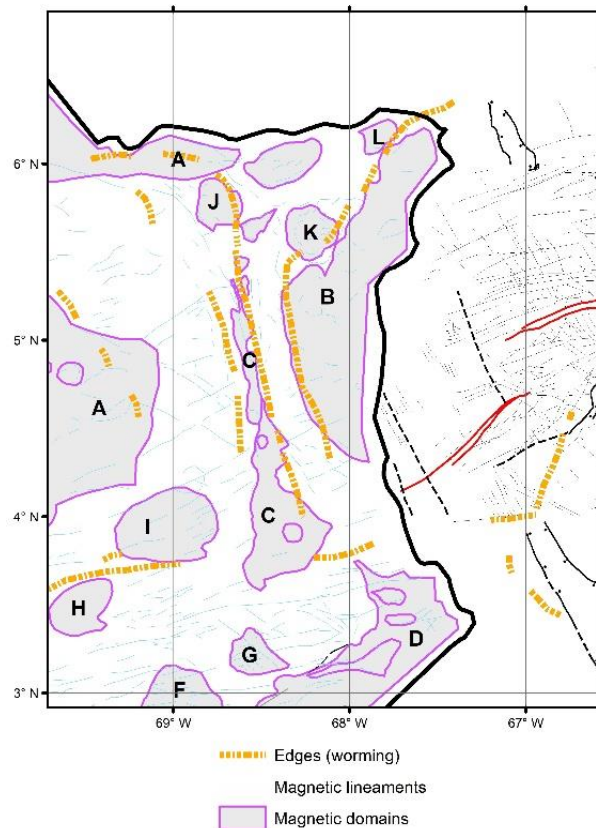 L
6° N
A
J
K
B
5° N
C
A
4° N
I
C
H
D
G
3° N
F
69° W
68° W
67° W
Edges (worming)
Magnetic lineaments
Magnetic domains